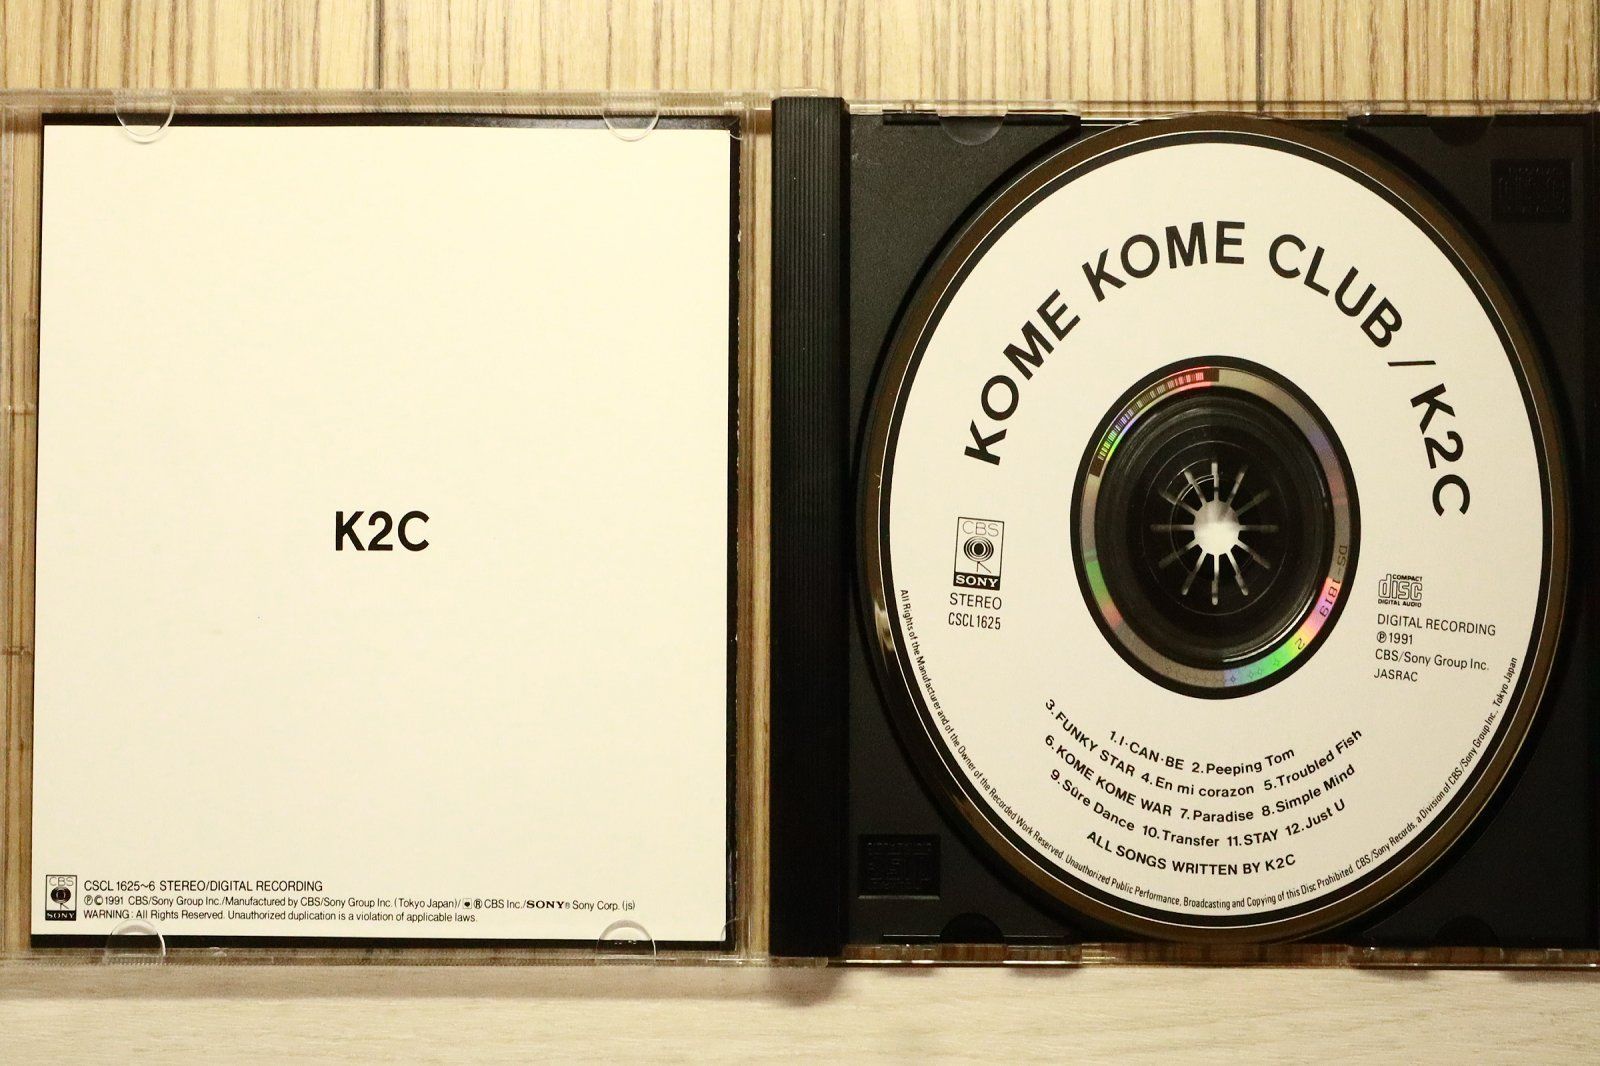 K2C
CBS
SONY
CSCL 1625~6 STEREO/DIGITAL RECORDING
Ⓟ©1991 CBS/Sony Group Inc./Manufactured by CBS/Sony Group Inc. (Tokyo Japan)/ ® CBS Inc./SONY® Sony Corp. (js)
WARNING: All Rights Reserved. Unauthorized duplication is a violation of applicable laws.
KOME KOME CLUB / K2C
CBS
SONY
STEREO
CSCL1625
COMPACT
disc
DIGITAL AUDIO
DIGITAL RECORDING
Ⓟ1991
CBS/Sony Group Inc.
JASRAC
1.I·CAN·BE 2.Peeping Tom
3.FUNKY STAR 4.En mi corazon 5.Troubled Fish
6.KOME KOME WAR 7.Paradise 8.Simple Mind
9.Sûre Dance 10.Transfer 11.STAY 12.Just U
ALL SONGS WRITTEN BY K2C
All Rights of the Manufacturer and of the Owner of the Recorded Work Reserved. Unauthorized Public Performance, Broadcasting and Copying of this Disc Prohibited. CBS/Sony Records, a Division of CBS/Sony Group Inc., Tokyo Japan